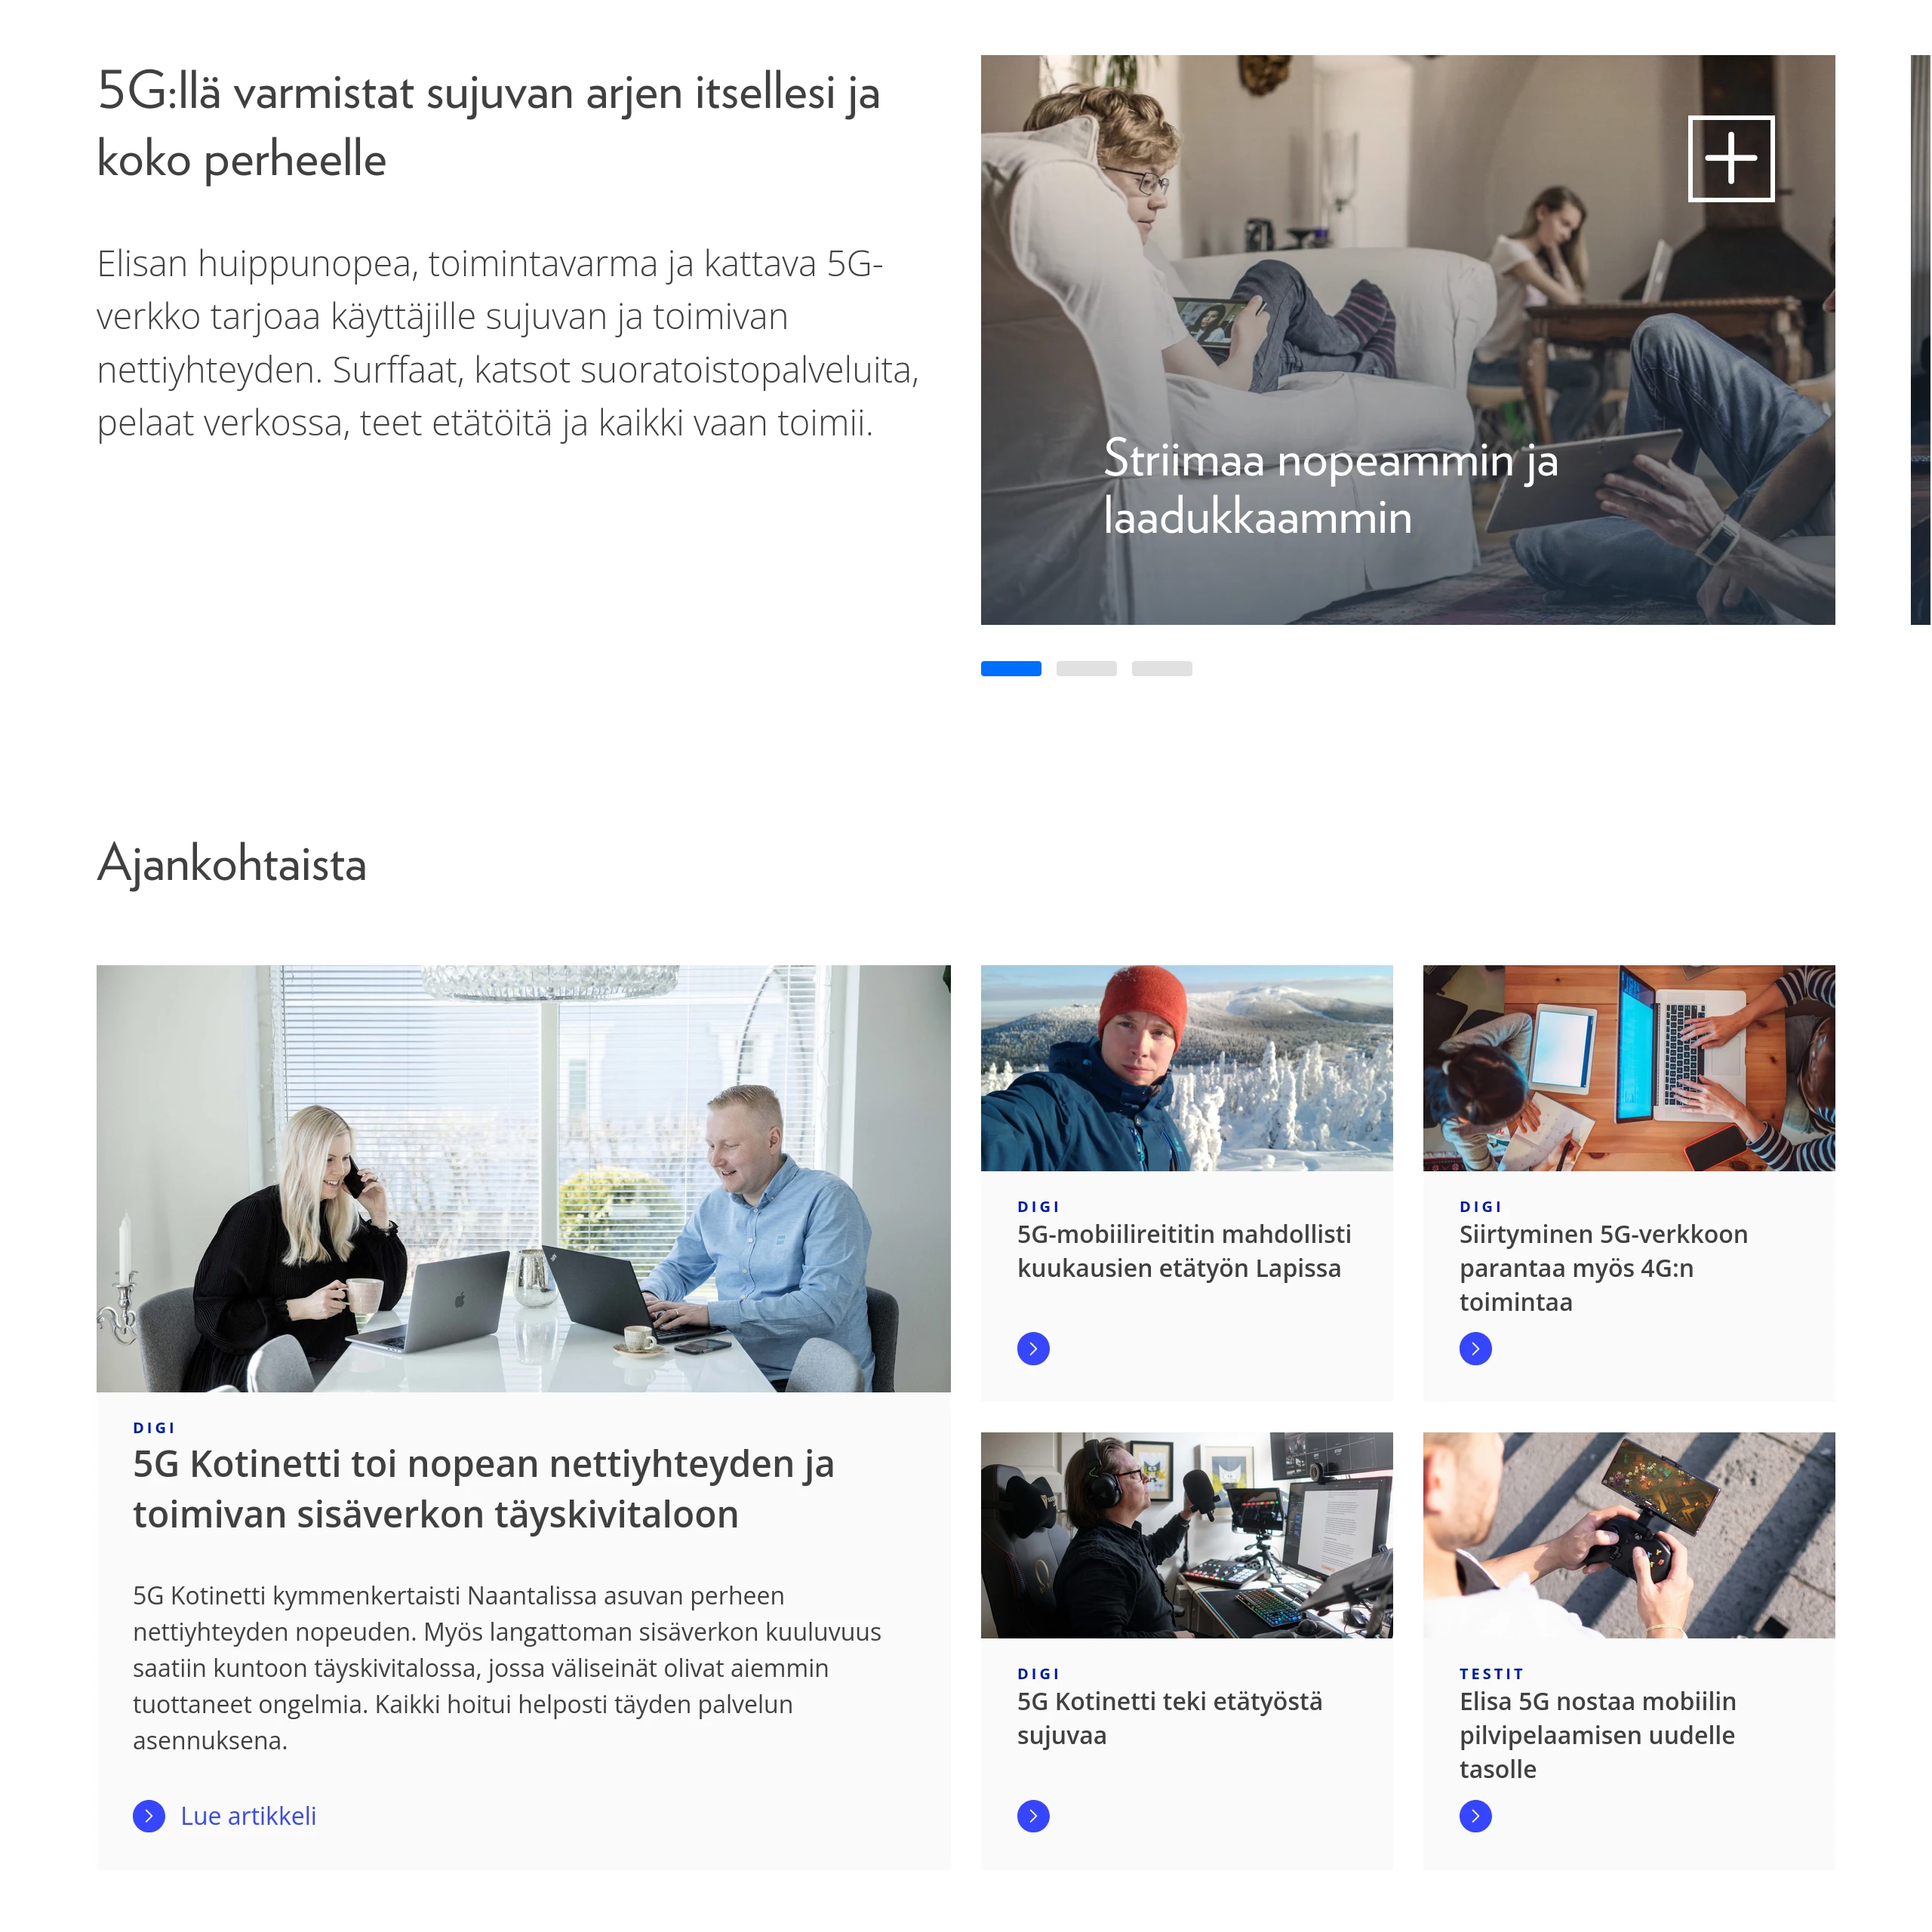 5G:llä varmistat sujuvan arjen itsellesi ja
koko perheelle
Elisan huippunopea, toimintavarma ja kattava 5G-
verkko tarjoaa käyttäjille sujuvan ja toimivan
nettiyhteyden. Surffaat, katsot suoratoistopalveluita,
pelaat verkossa, teet etätöitä ja kaikki vaan toimii.
Striimaa nopeammin ja
laadukkaammin
Ajankohtaista
DIGI
5G Kotinetti toi nopean nettiyhteyden ja
toimivan sisäverkon täyskivitaloon
5G Kotinetti kymmenkertaisti Naantalissa asuvan perheen
nettiyhteyden nopeuden. Myös langattoman sisäverkon kuuluvuus
saatiin kuntoon täyskivitalossa, jossa väliseinät olivat aiemmin
tuottaneet ongelmia. Kaikki hoitui helposti täyden palvelun
asennuksena.
Lue artikkeli
DIGI
5G-mobiilireititin mahdollisti
kuukausien etätyön Lapissa
DIGI
Siirtyminen 5G-verkkoon
parantaa myös 4G:n
toimintaa
DIGI
5G Kotinetti teki etätyöstä
sujuvaa
TESTIT
Elisa 5G nostaa mobiilin
pilvipelaamisen uudelle
tasolle